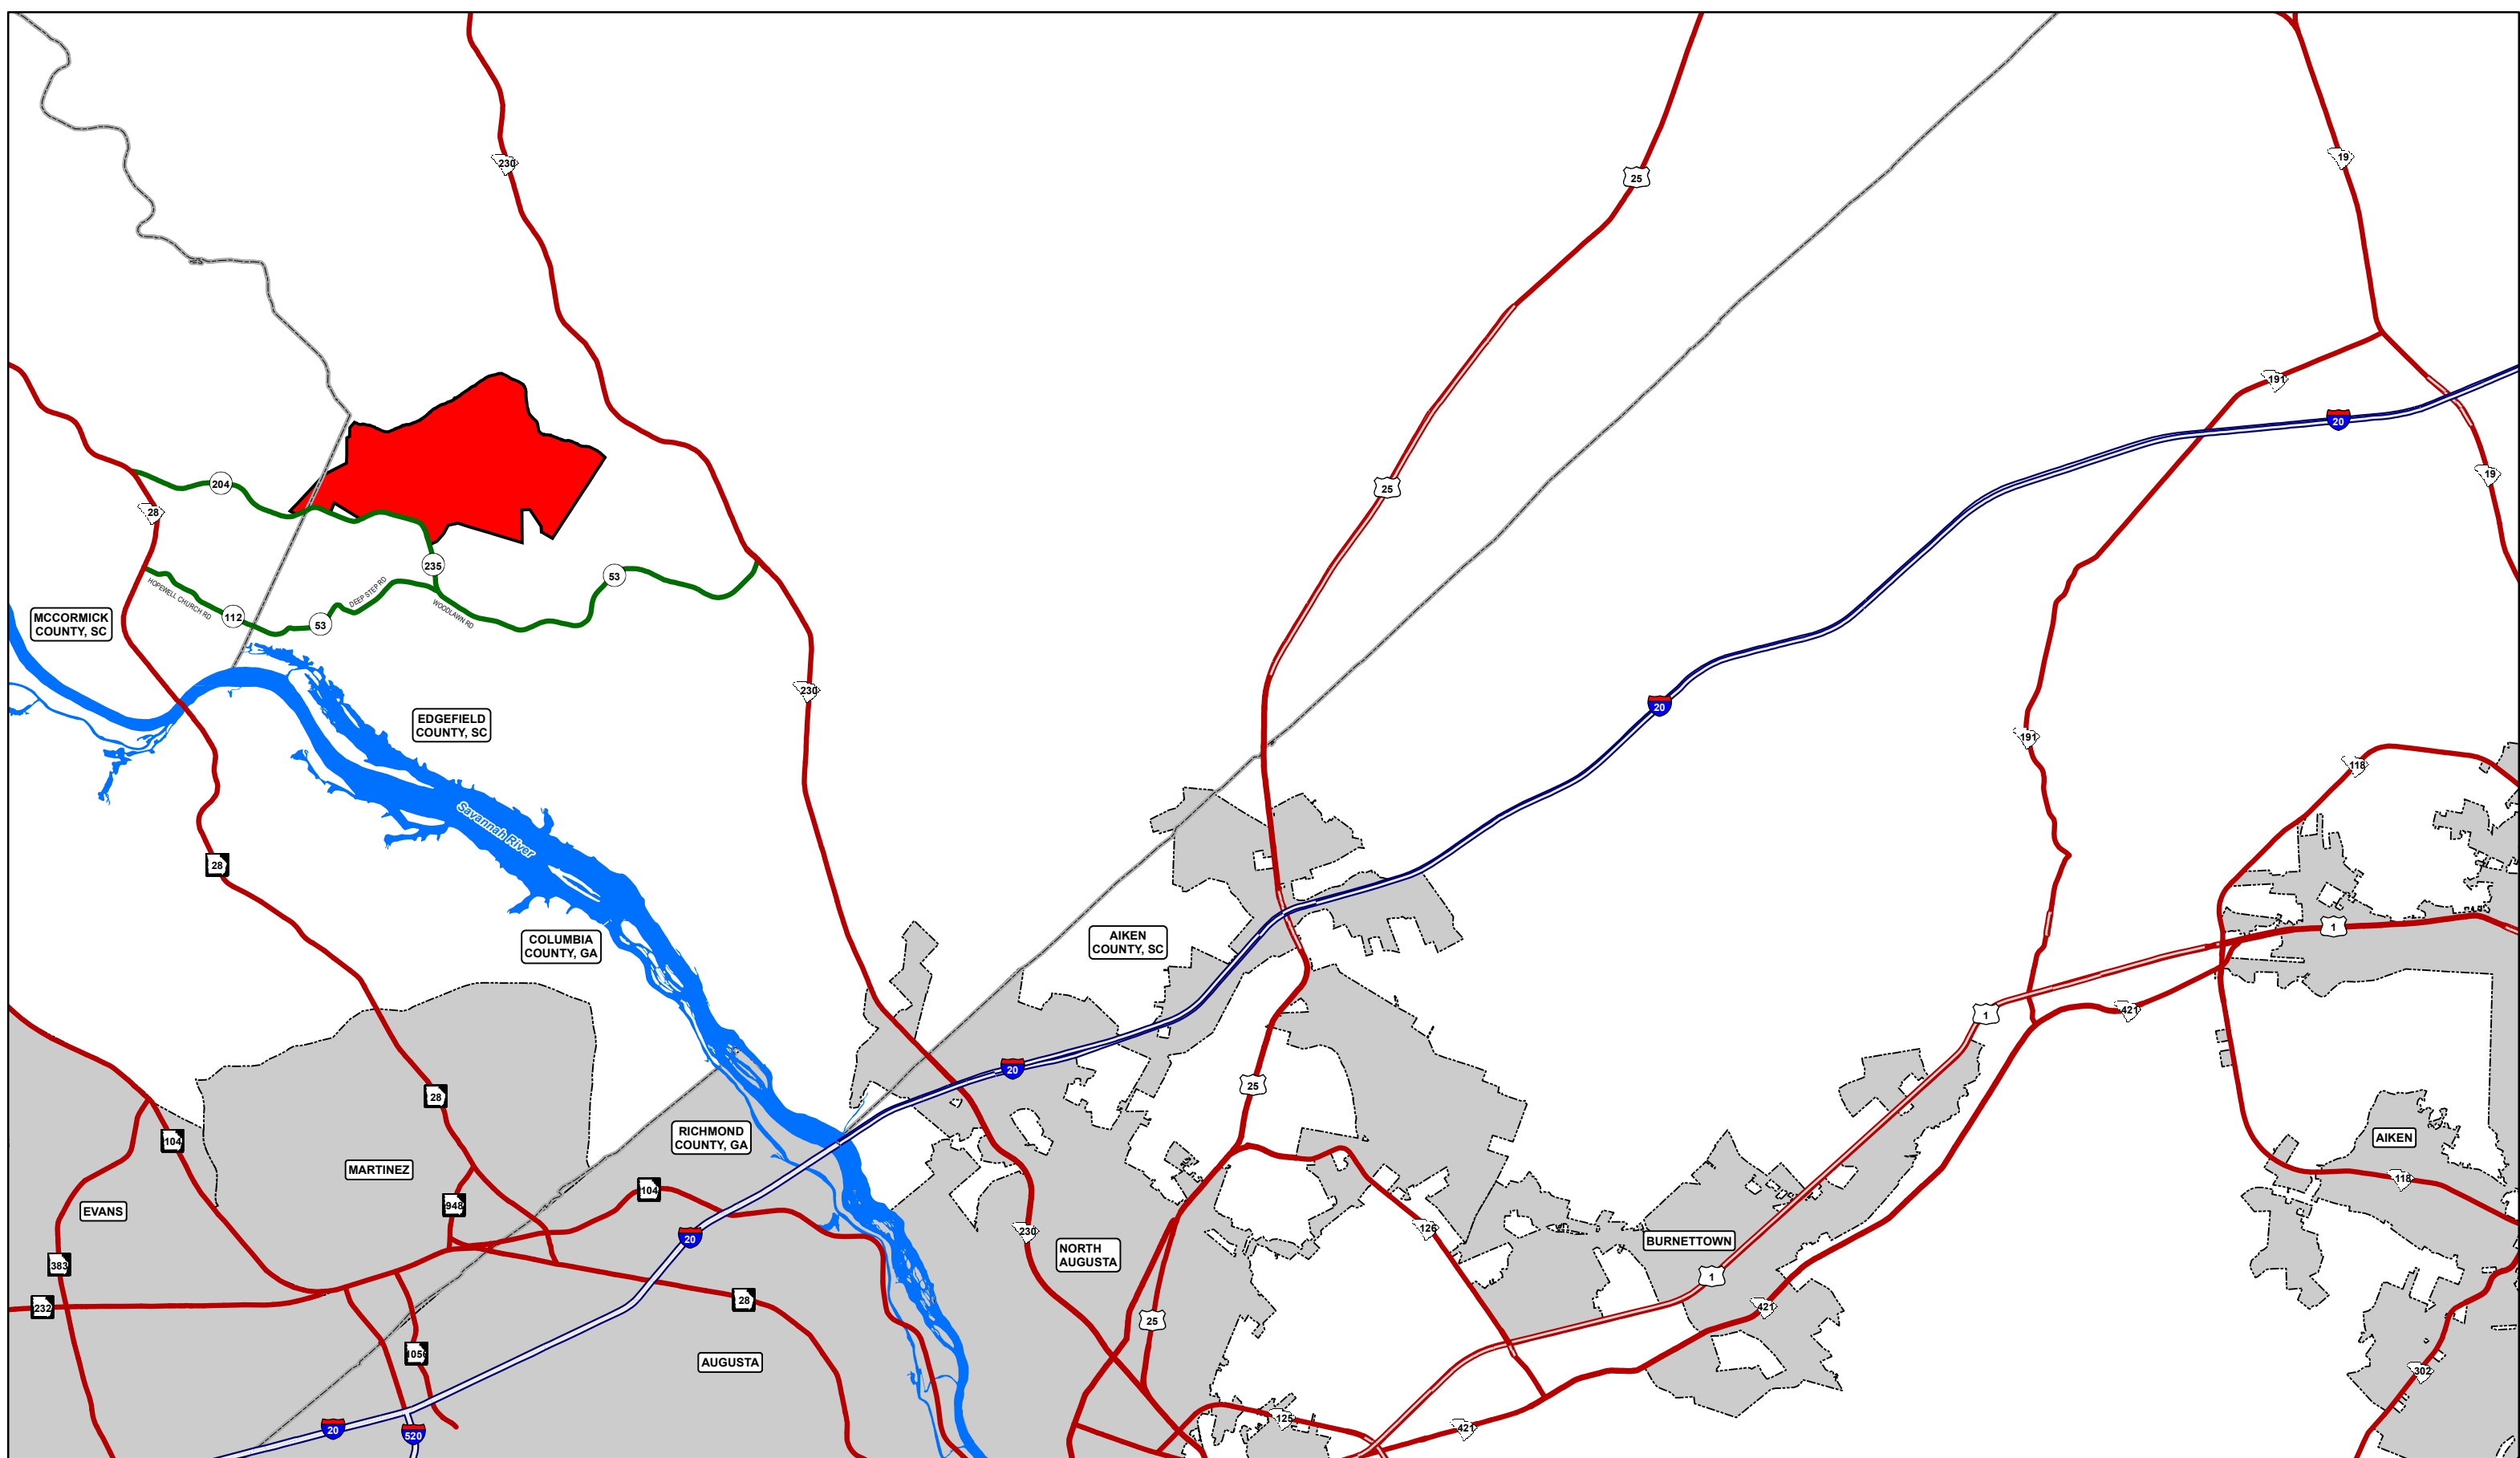 230
25
19
191
20
19
25
204
28
235
53
HOPEWELL CHURCH RD
DEEP STEP RD
WOODLAWN RD
112
53
MCCORMICK
COUNTY, SC
230
20
EDGEFIELD
COUNTY, SC
191
118
Savannah River
28
1
AIKEN
COUNTY, SC
COLUMBIA
COUNTY, GA
1
421
20
25
28
104
RICHMOND
COUNTY, GA
AIKEN
MARTINEZ
118
104
948
EVANS
230
126
20
NORTH
AUGUSTA
BURNETTOWN
383
1
28
232
421
25
1056
AUGUSTA
302
125
20
520
421